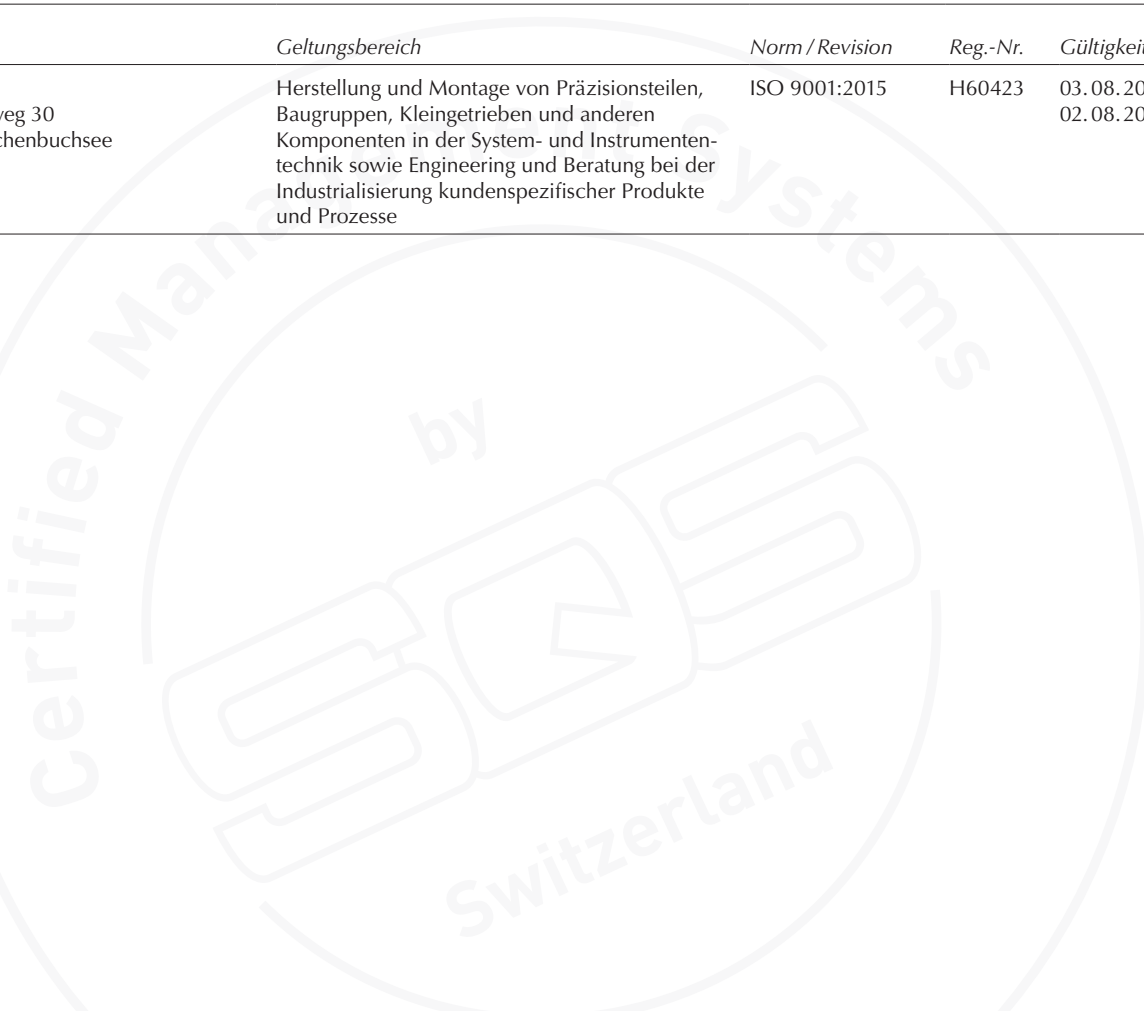 Geltungsbereich Norm / Revision Reg.-Nr.
Herstellung und Montage von Präzisionsteilen, ISO 9001:2015 H60423 03.08.20
30 Baugruppen, Kleingetrieben und anderen 02.08.20
Komponenten in der System- und Instrumenten-
technik sowie Engineering und Beratung bei der
Industrialisierung kundenspezifischer Produkte
und Prozesse
Certified Management Systems
by
SQS
Switzerland